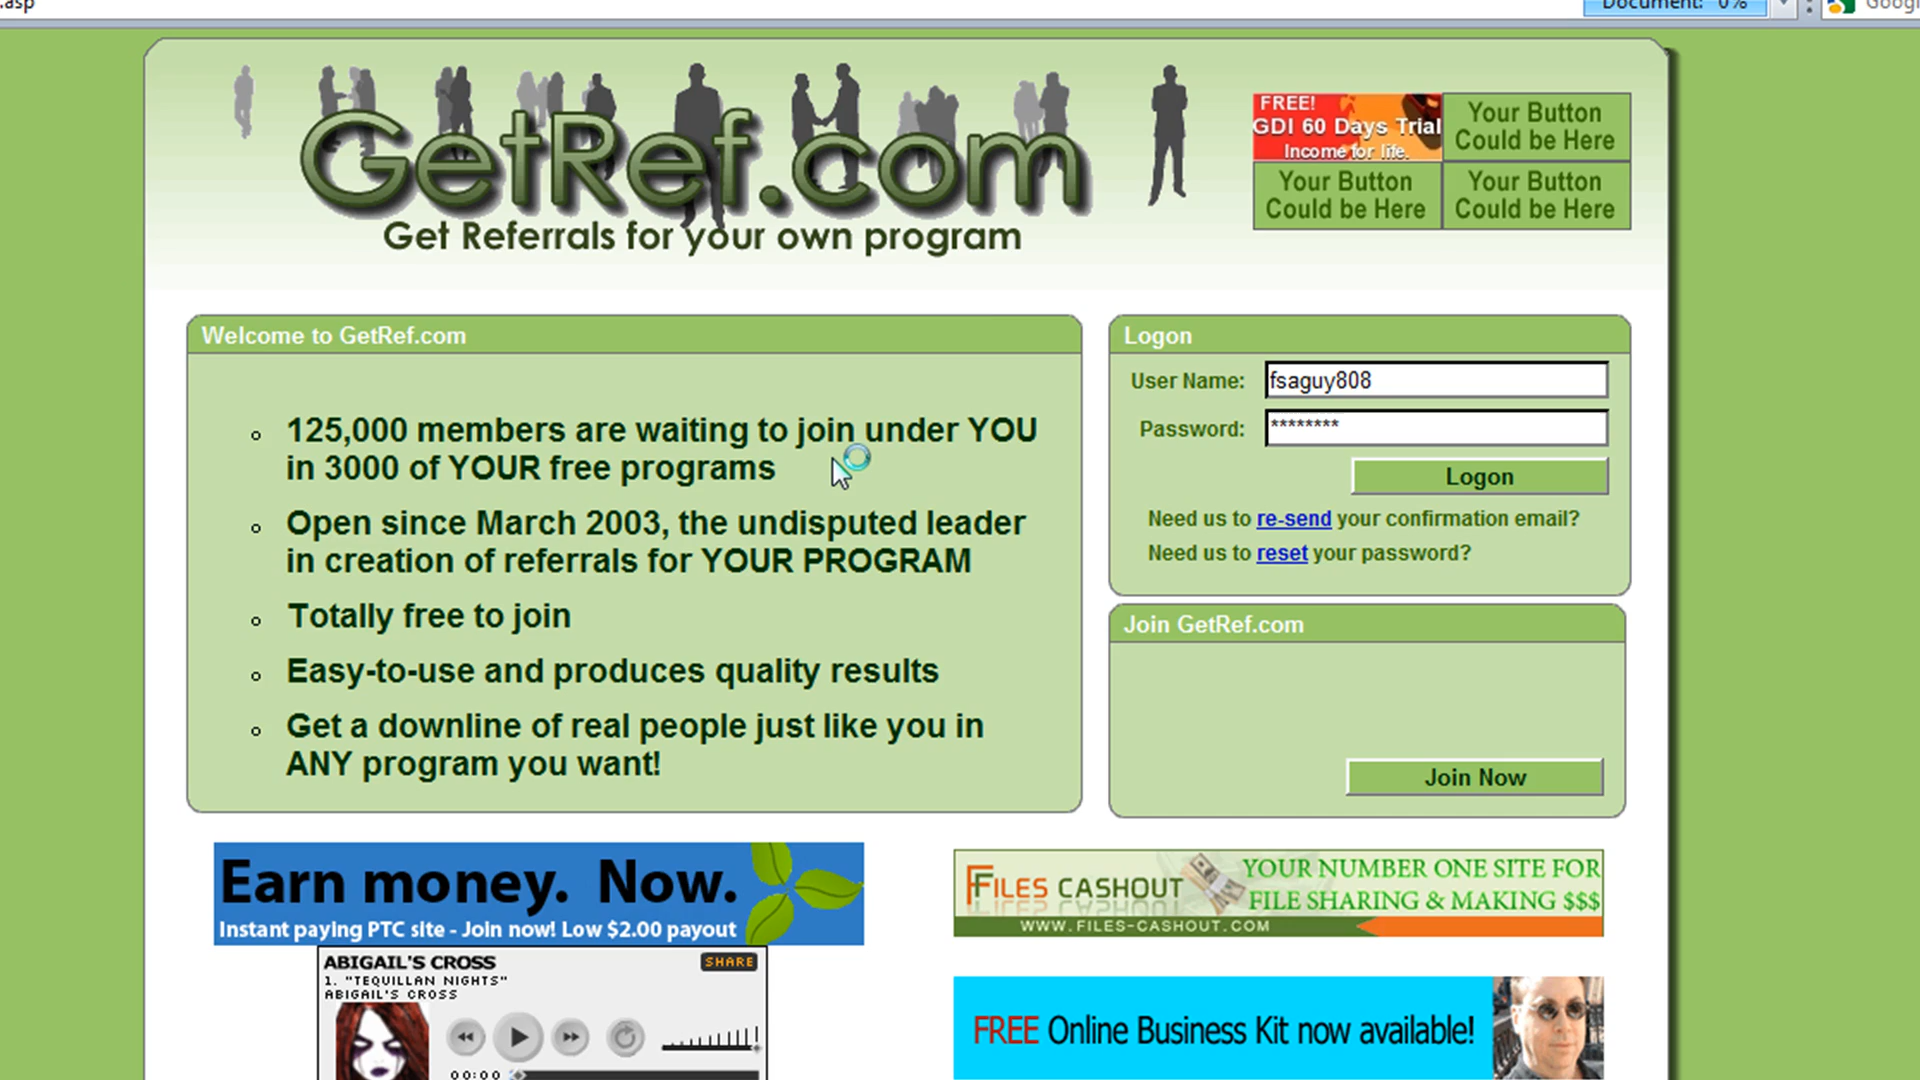 .asp
Document: 0%
Google
GetRef.com
Get Referrals for your own program
FREE!
GDI 60 Days Trial
Income for life.
Your Button
Could be Here
Your Button
Could be Here
Your Button
Could be Here
Welcome to GetRef.com
125,000 members are waiting to join under YOU
in 3000 of YOUR free programs
Open since March 2003, the undisputed leader
in creation of referrals for YOUR PROGRAM
Totally free to join
Easy-to-use and produces quality results
Get a downline of real people just like you in
ANY program you want!
Logon
User Name: fsaguy808
Password: ********
Logon
Need us to re-send your confirmation email?
Need us to reset your password?
Join GetRef.com
Join Now
Earn money. Now.
Instant paying PTC site - Join now! Low $2.00 payout
FILES CASHOUT
YOUR NUMBER ONE SITE FOR
FILE SHARING & MAKING $$$
WWW.FILES-CASHOUT.COM
ABIGAIL'S CROSS
SHARE
1. "TEQUILLAN NIGHTS"
ABIGAIL'S CROSS
00:00
FREE Online Business Kit now available!